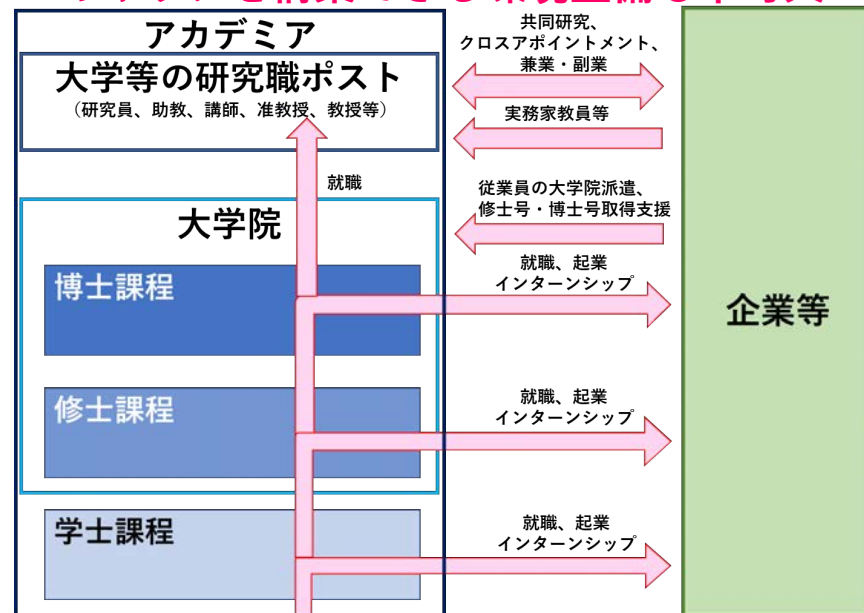 アカデミア
大学等の研究職ポスト
（研究員、助教、講師、准教授、教授等）
就職
大学院
博士課程
修士課程
学士課程
共同研究、
クロスアポイントメント、
兼業・副業
実務家教員等
従業員の大学院派遣、
修士号・博士号取得支援
就職、起業
インターンシップ
就職、起業
インターンシップ
就職、起業
インターンシップ
企業等